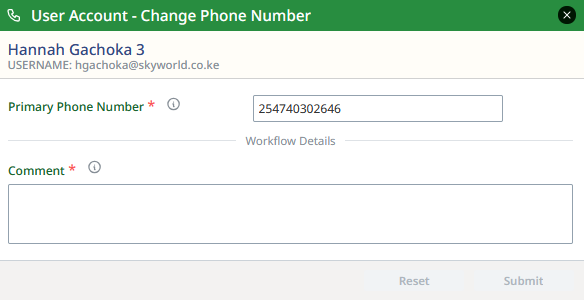 User Account - Change Phone Number
Hannah Gachoka 3
USERNAME: hgachoka@skyworld.co.ke
Primary Phone Number * 254740302646
Workflow Details
Comment *
Reset Submit